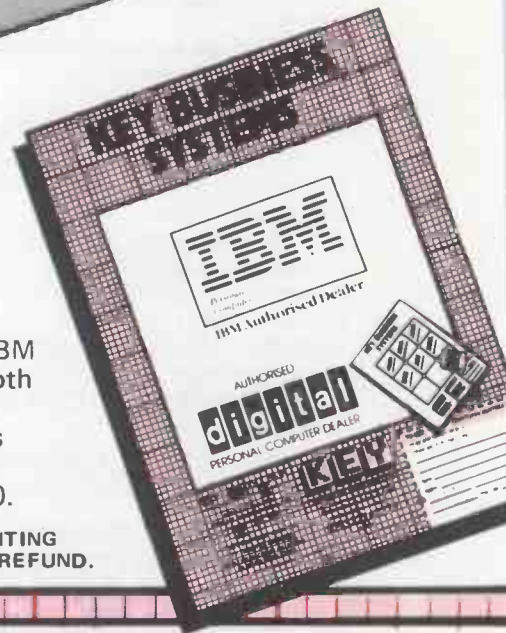 KEY BUSINESS
SYSTEMS
IBM
Personal
Computer
IBM Authorised Dealer
AUTHORISED
digital
PERSONAL COMPUTER DEALER
KEY
BM
oth
s
0.
ITING
REFUND.